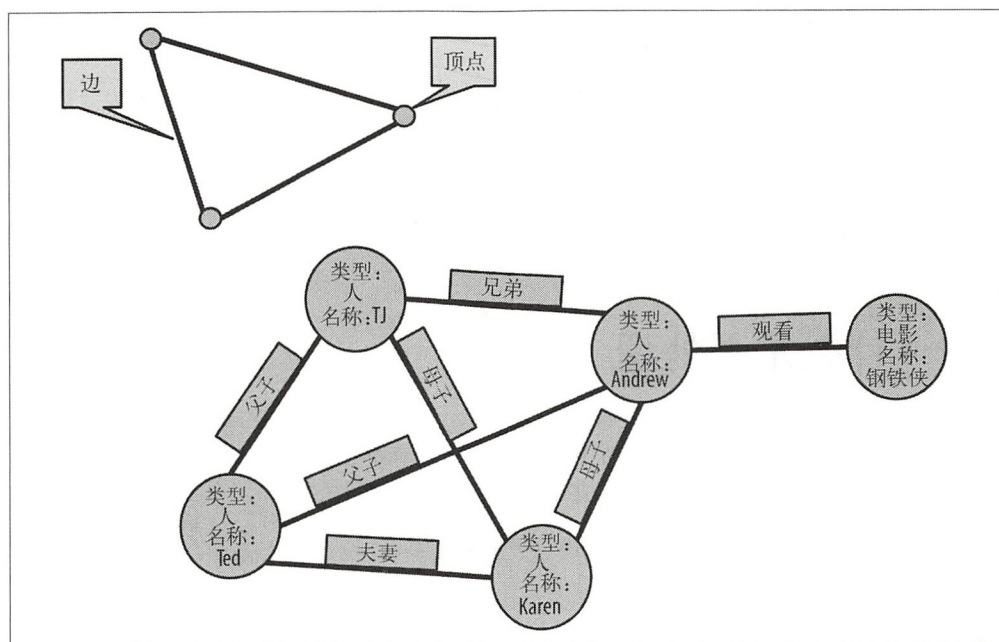 边
顶点
类型：
人
名称：TJ
兄弟
类型：
人
名称：
Andrew
观看
类型：
电影
名称：
钢铁侠
父子
母子
父子
母子
类型：
人
名称：
Ted
夫妻
类型：
人
名称：
Karen